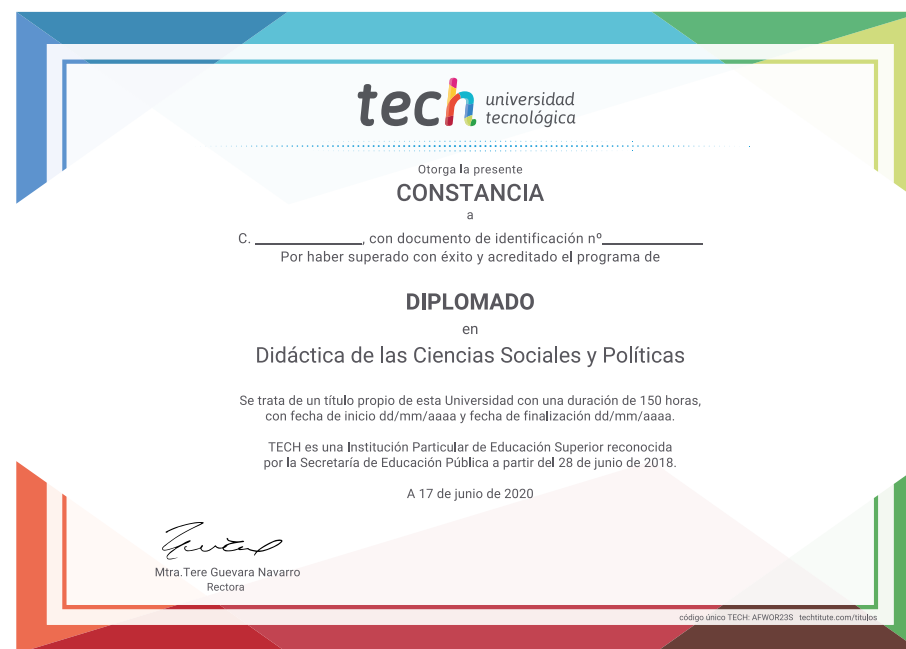 tech universidad
tecnológica
Otorga la presente
CONSTANCIA
a
C. ______________, con documento de identificación nº_____________
Por haber superado con éxito y acreditado el programa de
DIPLOMADO
en
Didáctica de las Ciencias Sociales y Políticas
Se trata de un título propio de esta Universidad con una duración de 150 horas,
con fecha de inicio dd/mm/aaaa y fecha de finalización dd/mm/aaaa.
TECH es una Institución Particular de Educación Superior reconocida
por la Secretaría de Educación Pública a partir del 28 de junio de 2018.
A 17 de junio de 2020
Mtra.Tere Guevara Navarro
Rectora
código único TECH: AFWOR23S techtitute.com/titulos